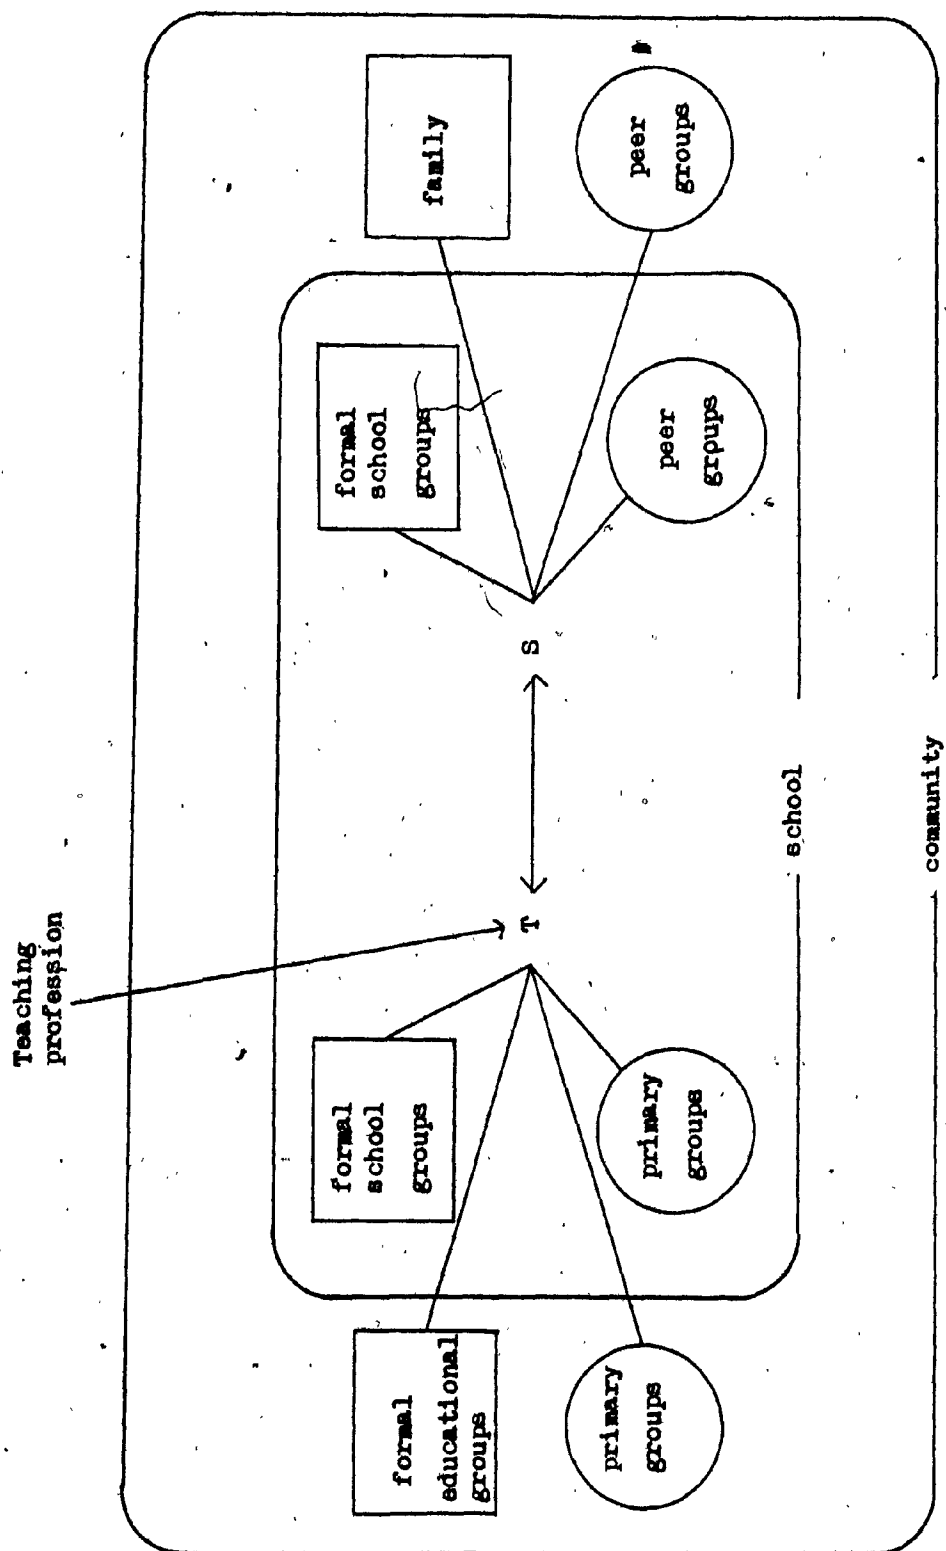 Teaching
profession
formal
educational
groups
formal
school
groups
formal
school
groups
family
T
S
primary
groups
primary
groups
peer
grpups
peer
groups
school
community